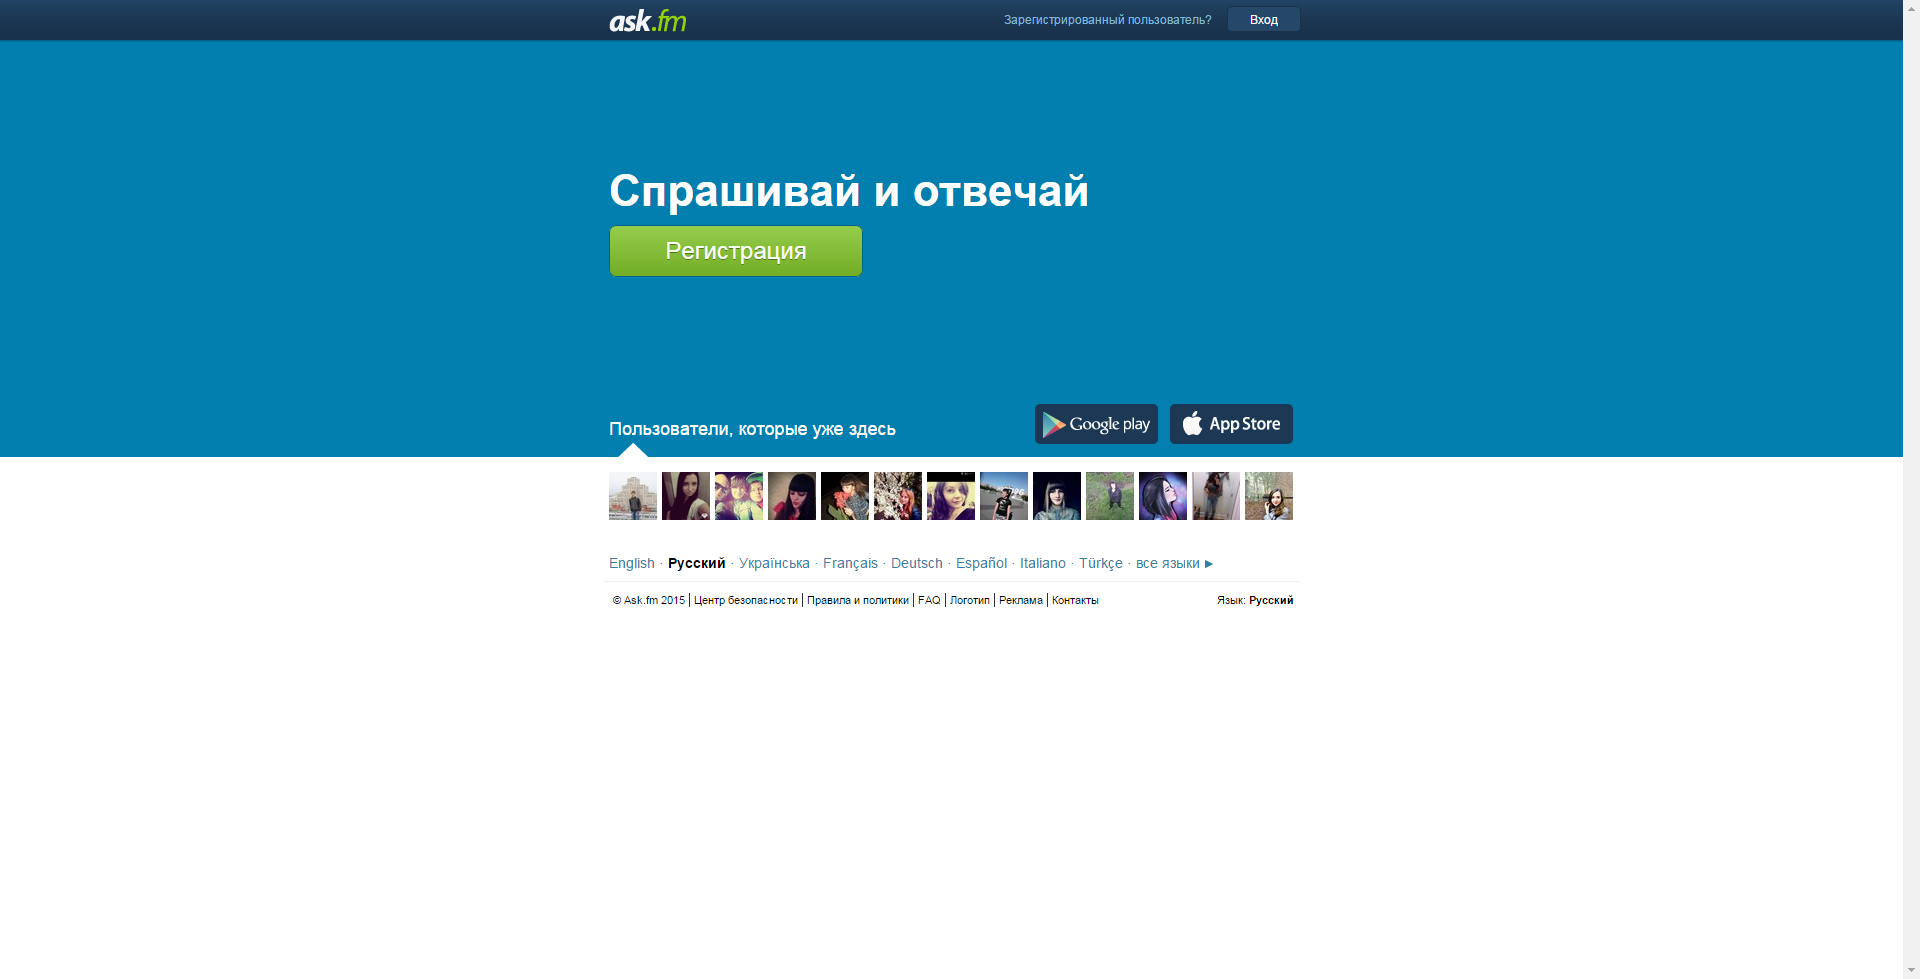 ask.fm
Зарегистрированный пользователь? Вход
Спрашивай и отвечай
Регистрация
Пользователи, которые уже здесь
Google play
App Store
English · Русский · Українська · Français · Deutsch · Español · Italiano · Türkçe · все языки ►
© Ask.fm 2015 | Центр безопасности | Правила и политики | FAQ | Логотип | Реклама | Контакты
Язык: Русский